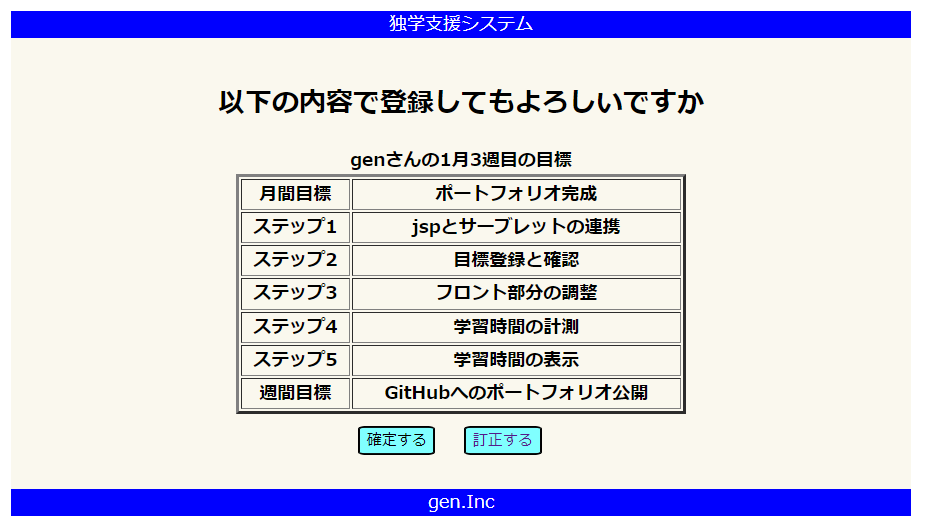 独学支援システム
以下の内容で登録してもよろしいですか
genさんの1月3週目の目標
月間目標 ポートフォリオ完成
ステップ1 jspとサーブレットの連携
ステップ2 目標登録と確認
ステップ3 フロント部分の調整
ステップ4 学習時間の計測
ステップ5 学習時間の表示
週間目標 GitHubへのポートフォリオ公開
確定する 訂正する
gen.Inc